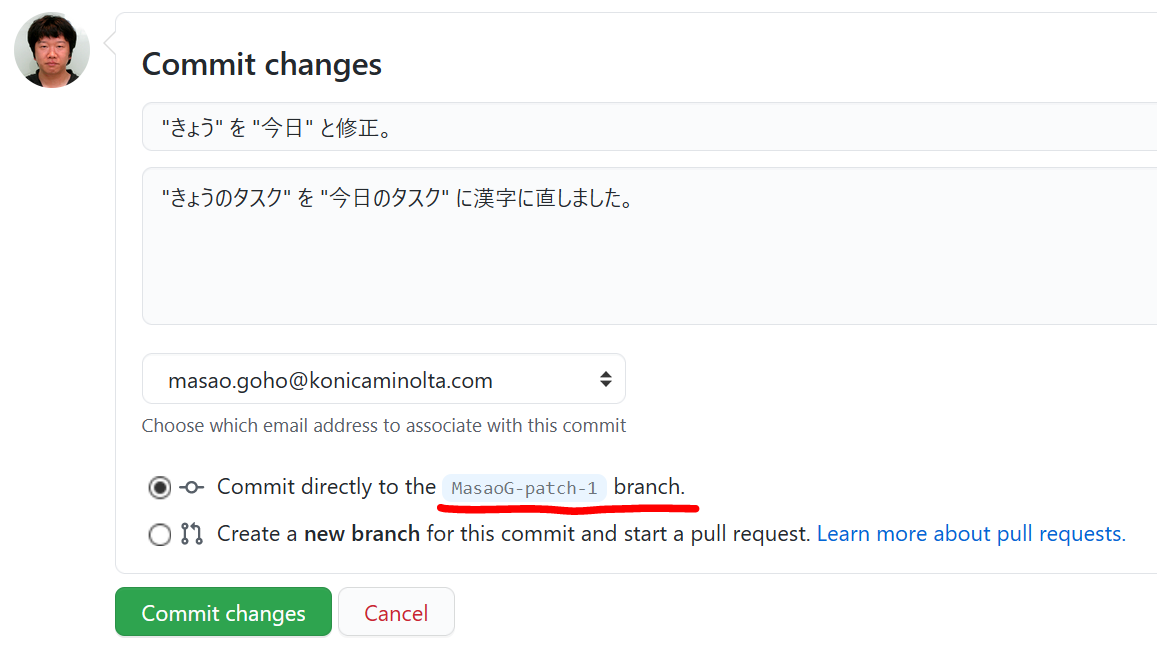 Commit changes
"きょう" を "今日" と修正。
"きょうのタスク" を "今日のタスク" に漢字に直しました。
masao.goho@konicaminolta.com
Choose which email address to associate with this commit
Commit directly to the MasaoG-patch-1 branch.
Create a new branch for this commit and start a pull request. Learn more about pull requests.
Commit changes Cancel